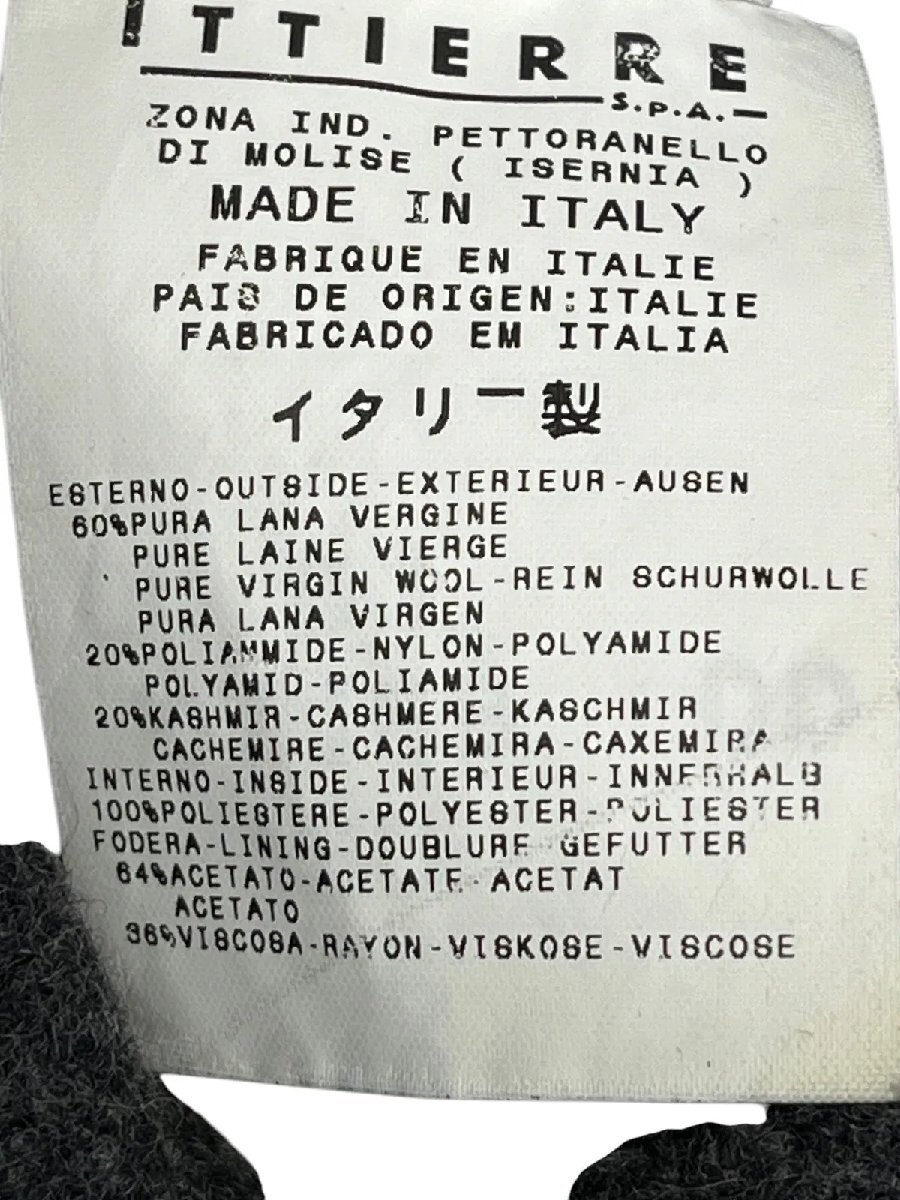 ITTIERRE
S.P.A.
ZONA IND. PETTORANELLO
DI MOLISE ( ISERNIA )
MADE IN ITALY
FABRIQUE EN ITALIE
PAIS DE ORIGEN:ITALIE
FABRICADO EM ITALIA
イタリー製
ESTERNO-OUTSIDE-EXTERIEUR-AUSEN
60%PURA LANA VERGINE
PURE LAINE VIERGE
PURE VIRGIN WOOL-REIN SCHURWOLLE
PURA LANA VIRGEN
20%POLIAMMIDE-NYLON-POLYAMIDE
POLYAMID-POLIAMIDE
20%KASHMIR-CASHMERE-KASCHMIR
CACHEMIRE-CACHEMIRA-CAXEMIRA
INTERNO-INSIDE-INTERIEUR-INNERHALB
100%POLIESTERE-POLYESTER-POLIESTER
FODERA-LINING-DOUBLURE GEFUTTER
64%ACETATO-ACETATE-ACETAT
ACETATO
36%VISCOSA-RAYON-VISKOSE-VISCOSE